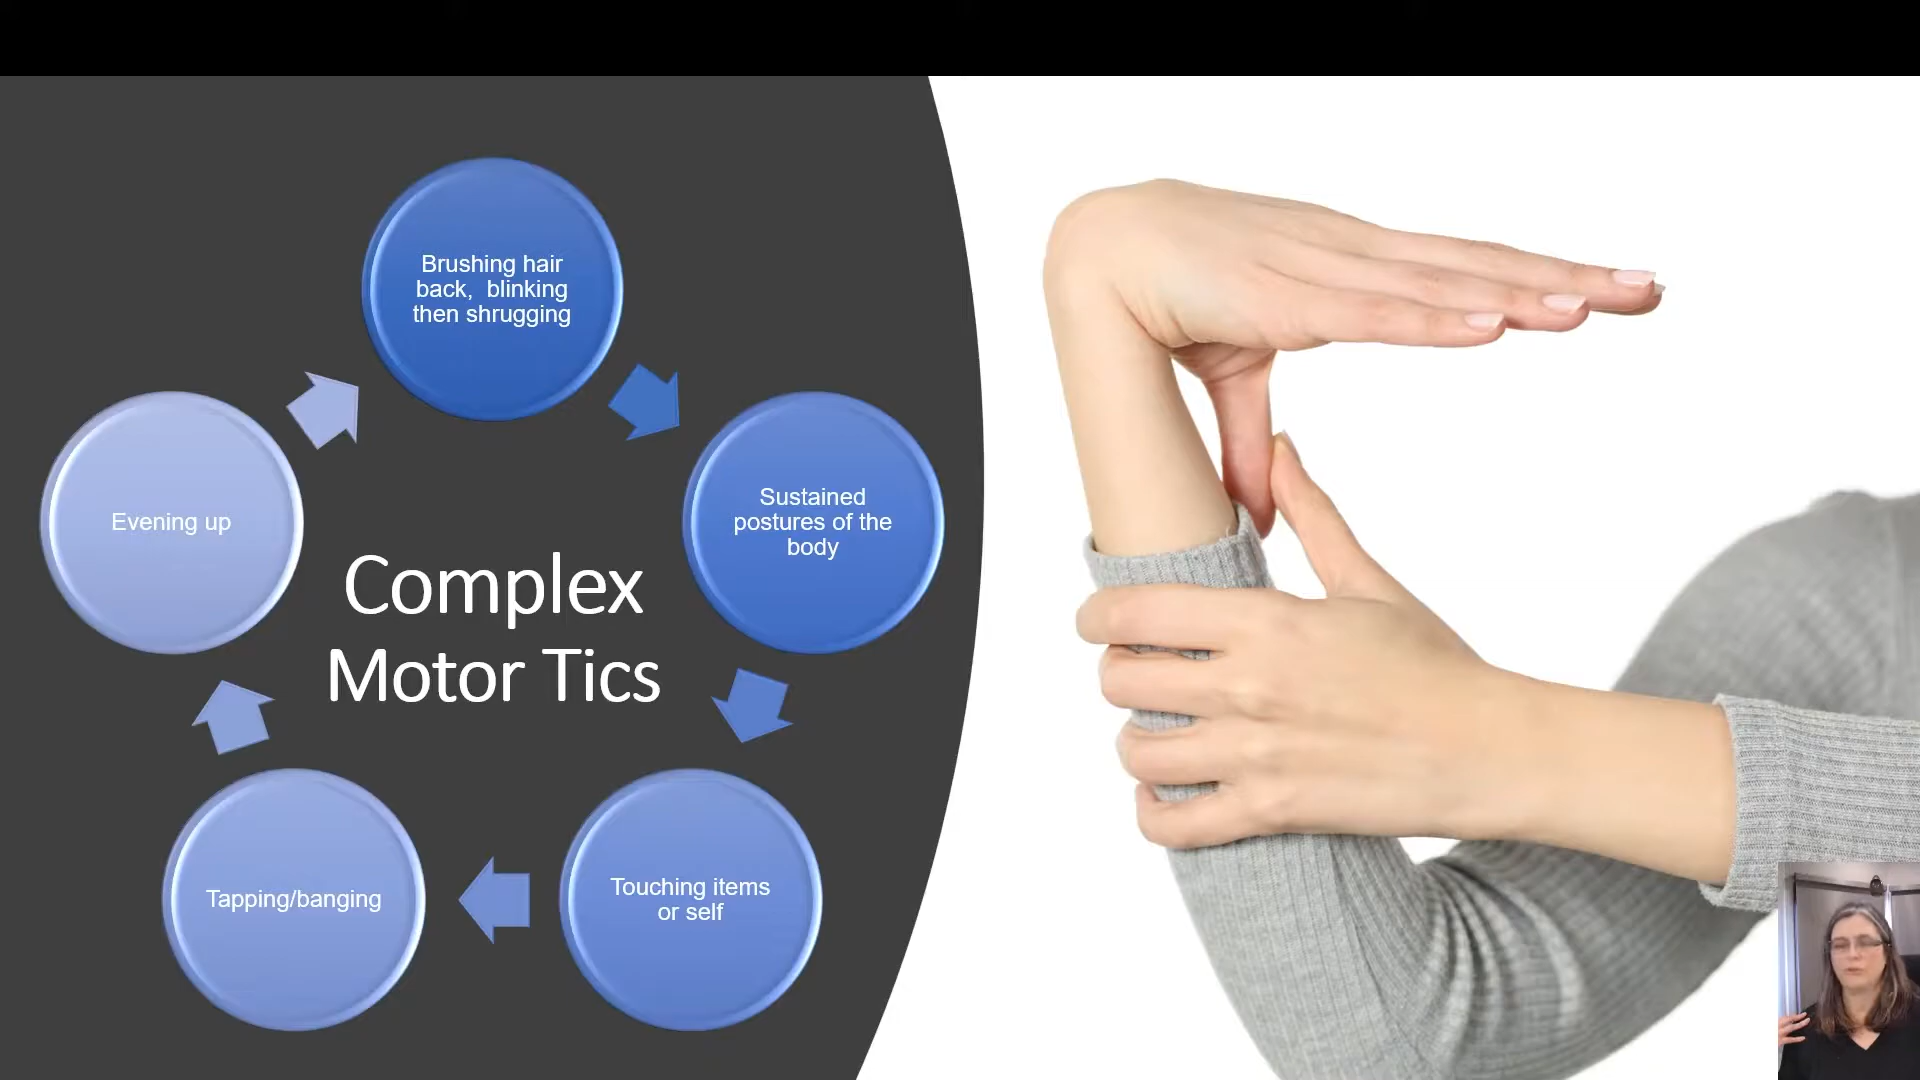 Brushing hair
back,  blinking
then shrugging
Sustained
postures of the
body
Touching items
or self
Tapping/banging
Evening up
Complex
Motor Tics